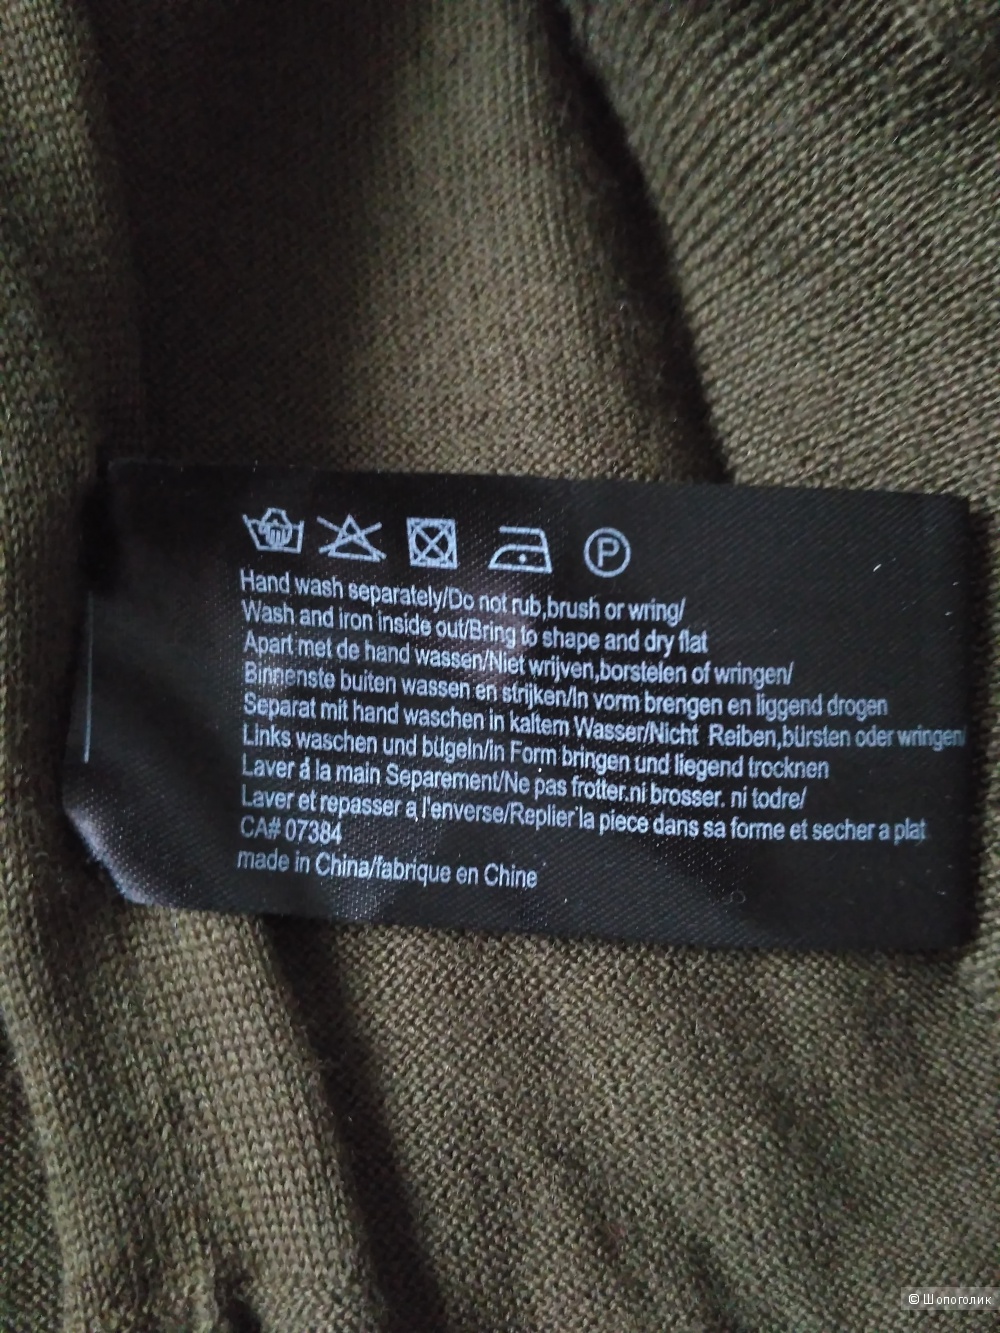 P
Hand wash separately/Do not rub,brush or wring/
Wash and iron inside out/Bring to shape and dry flat
Apart met de hand wassen/Niet wrijven,borstelen of wringen/
Binnenste buiten wassen en strijken/In vorm brengen en liggend drogen
Separat mit hand waschen in kaltem Wasser/Nicht Reiben,bürsten oder wringen/
Links waschen und bügeln/in Form bringen und liegend trocknen
Laver á la main Separement/Ne pas frotter.ni brosser. ni todre/
Laver et repasser a l'enverse/Replier la piece dans sa forme et secher a plat
CA# 07384
made in China/fabrique en Chine
© Шопоголик